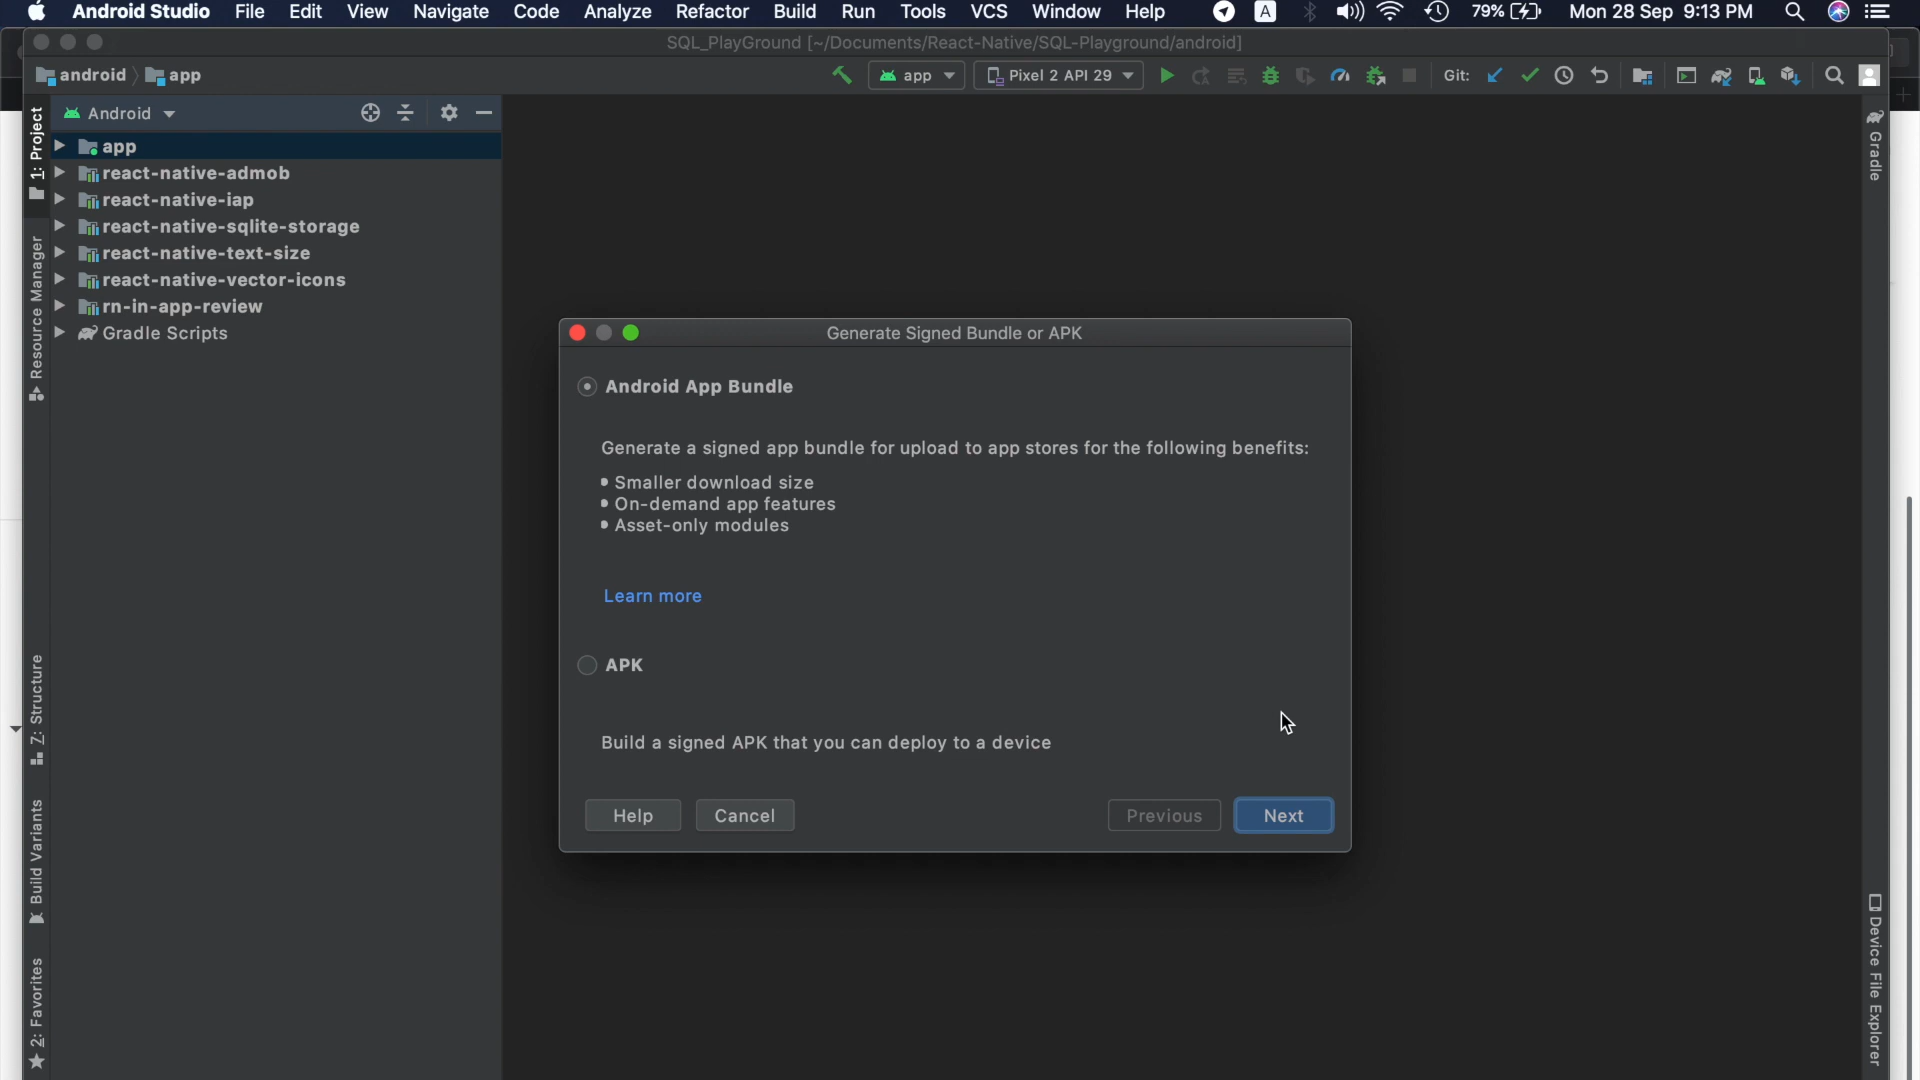 Android Studio File Edit View Navigate Code Analyze Refactor Build Run Tools VCS Window Help A 79% Mon 28 Sep 9:13 PM
SQL_PlayGround [~/Documents/React-Native/SQL-Playground/android]
android app app Pixel 2 API 29 Git:
1: Project
Resource Manager
Z: Structure
Build Variants
2: Favorites
Android
app
react-native-admob
react-native-iap
react-native-sqlite-storage
react-native-text-size
react-native-vector-icons
rn-in-app-review
Gradle Scripts
Generate Signed Bundle or APK
Android App Bundle
Generate a signed app bundle for upload to app stores for the following benefits:
• Smaller download size
• On-demand app features
• Asset-only modules
Learn more
APK
Build a signed APK that you can deploy to a device
Help Cancel Previous Next
Gradle
Device File Explorer